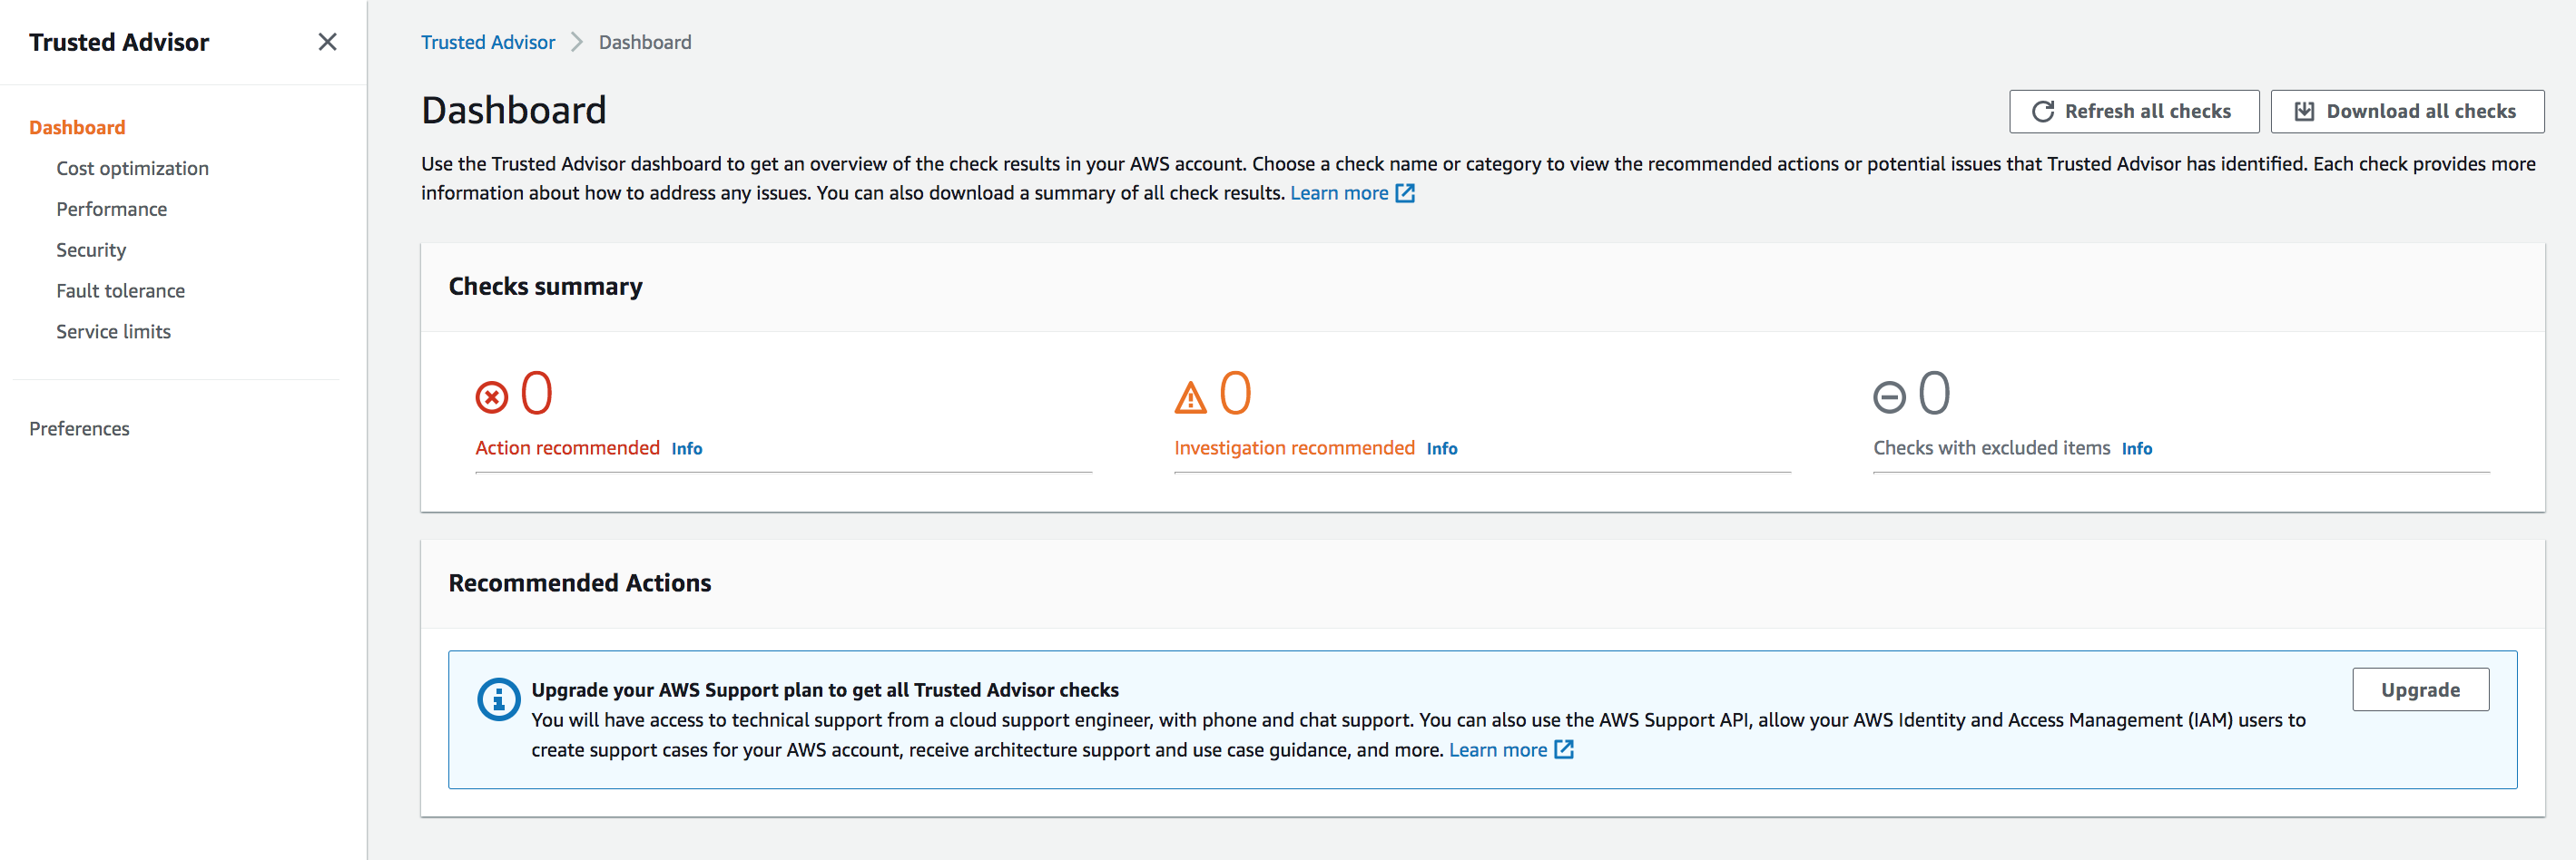 Trusted Advisor
Dashboard
Cost optimization
Performance
Security
Fault tolerance
Service limits
Preferences
Trusted Advisor > Dashboard
Dashboard
Refresh all checks
Download all checks
Use the Trusted Advisor dashboard to get an overview of the check results in your AWS account. Choose a check name or category to view the recommended actions or potential issues that Trusted Advisor has identified. Each check provides more
information about how to address any issues. You can also download a summary of all check results. Learn more
Checks summary
0
Action recommended Info
0
Investigation recommended Info
0
Checks with excluded items Info
Recommended Actions
Upgrade your AWS Support plan to get all Trusted Advisor checks
You will have access to technical support from a cloud support engineer, with phone and chat support. You can also use the AWS Support API, allow your AWS Identity and Access Management (IAM) users to
create support cases for your AWS account, receive architecture support and use case guidance, and more. Learn more
Upgrade